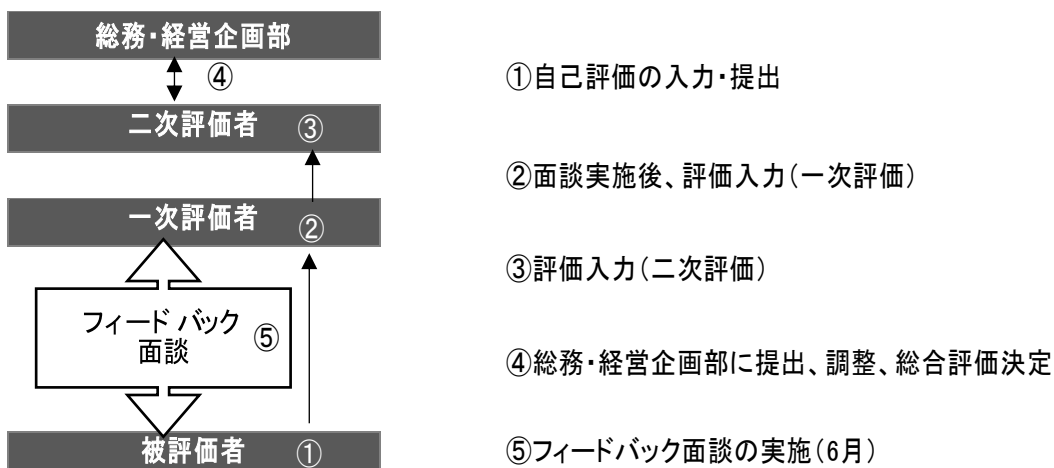 総務・経営企画部
④
二次評価者 ③
一次評価者 ②
フィード バック
面談
⑤
被評価者 ①
①自己評価の入力・提出
②面談実施後、評価入力(一次評価)
③評価入力(二次評価)
④総務・経営企画部に提出、調整、総合評価決定
⑤フィードバック面談の実施(6月)